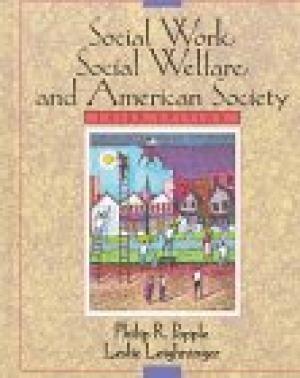 Social Work,
Social Welfare,
and American Society
Philip R. Popple
Leslie Leighninger